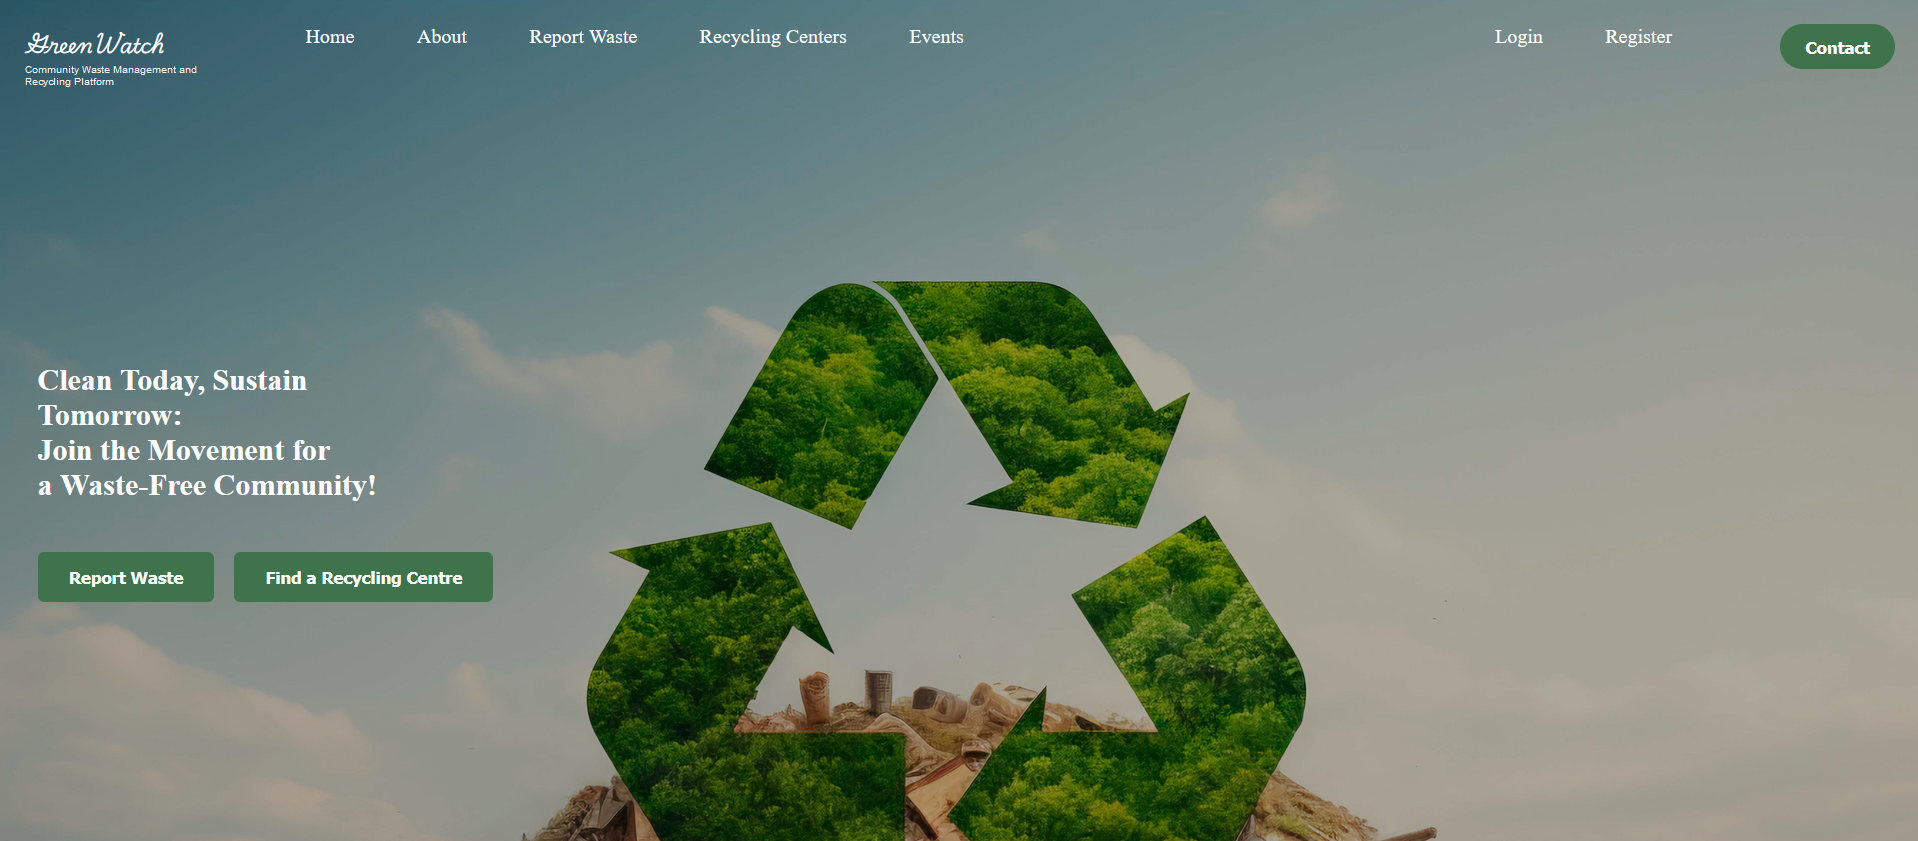 GreenWatch
Community Waste Management and
Recycling Platform
Home About Report Waste Recycling Centers Events Login Register Contact
Clean Today, Sustain
Tomorrow:
Join the Movement for
a Waste-Free Community!
Report Waste Find a Recycling Centre